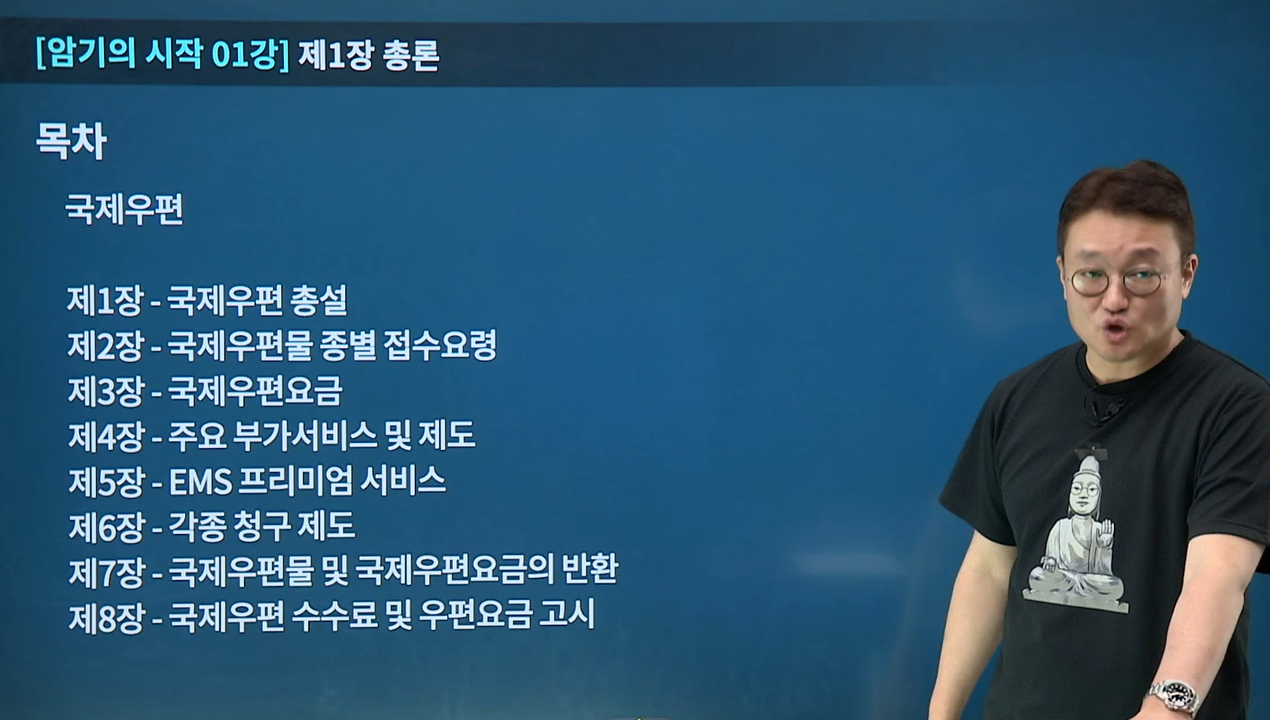 [암기의 시작 01강] 제1장 총론
목차
국제우편
제1장 - 국제우편 총설
제2장 - 국제우편물 종별 접수요령
제3장 - 국제우편요금
제4장 - 주요 부가서비스 및 제도
제5장 - EMS 프리미엄 서비스
제6장 - 각종 청구 제도
제7장 - 국제우편물 및 국제우편요금의 반환
제8장 - 국제우편 수수료 및 우편요금 고시